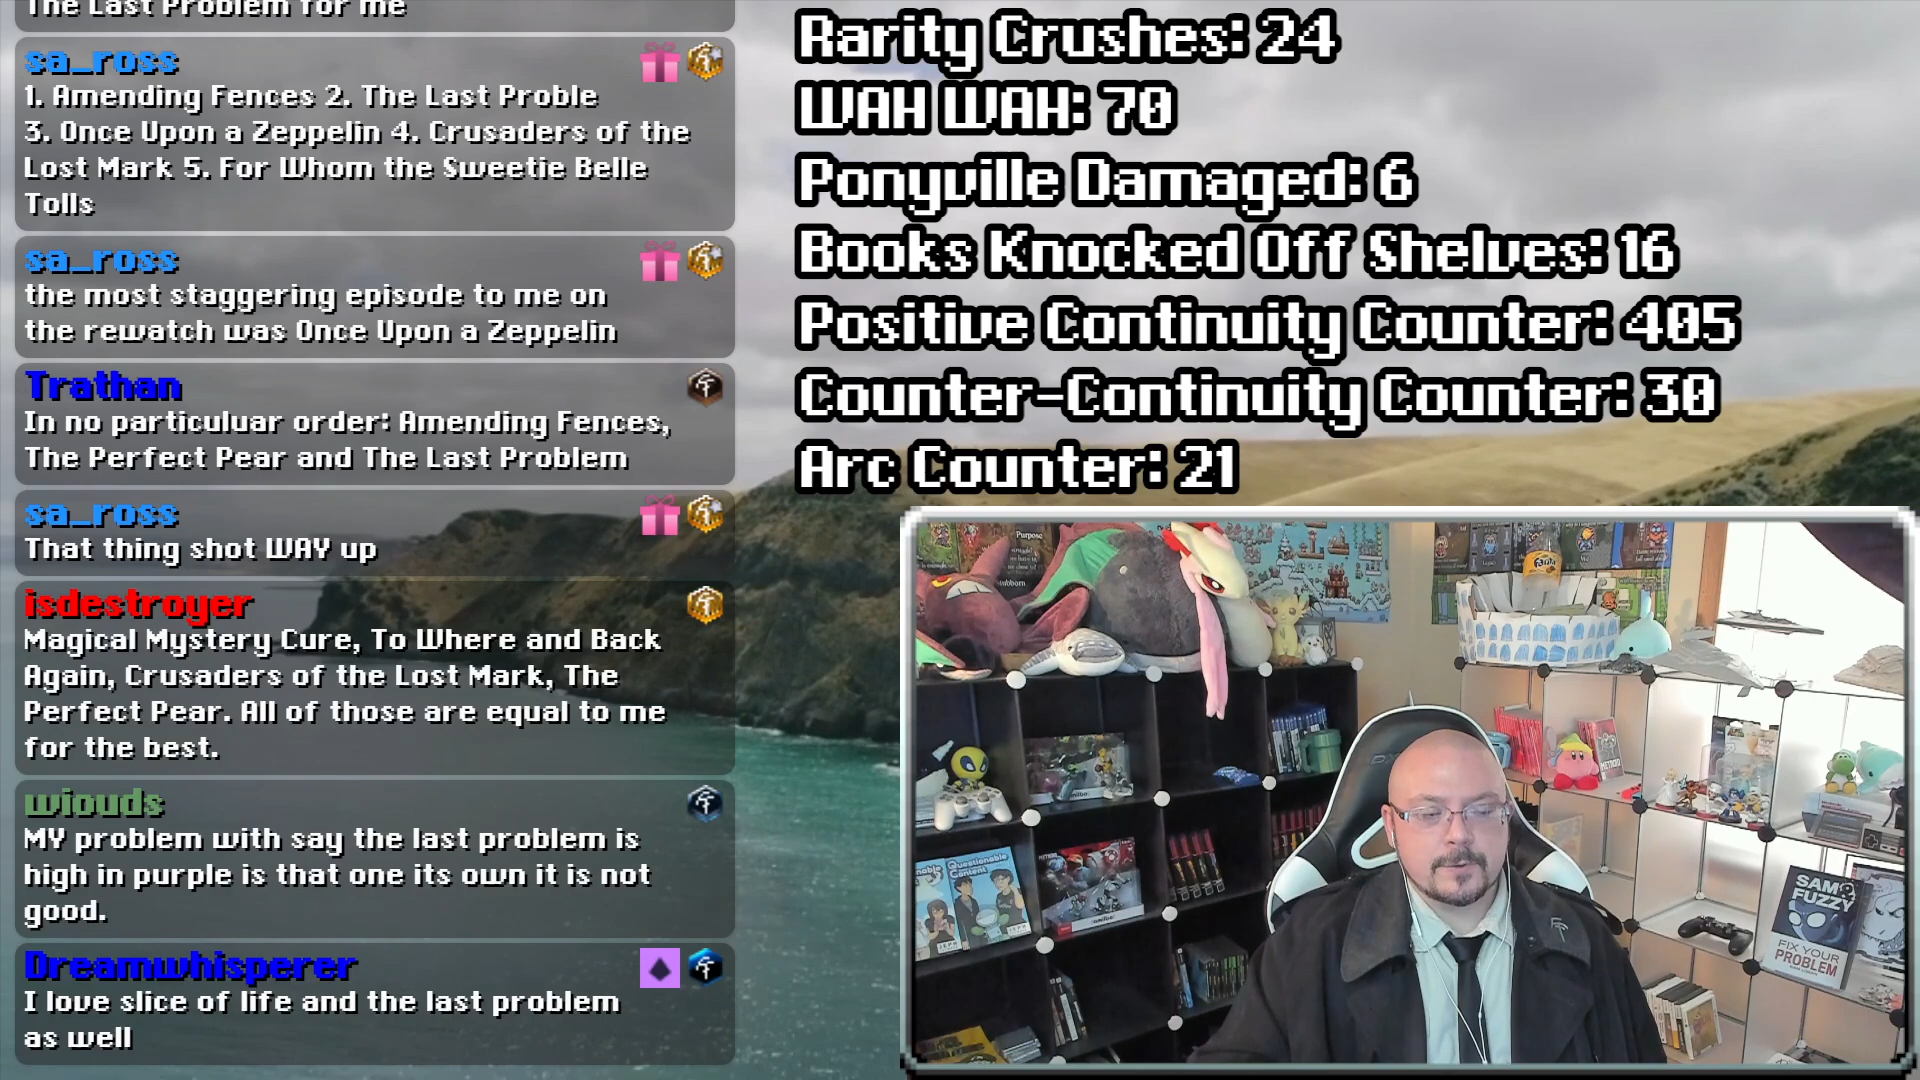 The Last Problem for me
sa_ross
1. Amending Fences 2. The Last Proble
3. Once Upon a Zeppelin 4. Crusaders of the
Lost Mark 5. For Whom the Sweetie Belle
Tolls
sa_ross
the most staggering episode to me on
the rewatch was Once Upon a Zeppelin
Trathan
In no particuluar order: Amending Fences,
The Perfect Pear and The Last Problem
sa_ross
That thing shot WAY up
isdestroyer
Magical Mystery Cure, To Where and Back
Again, Crusaders of the Lost Mark, The
Perfect Pear. All of those are equal to me
for the best.
wiouds
MY problem with say the last problem is
high in purple is that one its own it is not
good.
Dreamwhisperer
I love slice of life and the last problem
as well
Rarity Crushes: 24
WAH WAH: 70
Ponyville Damaged: 6
Books Knocked Off Shelves: 16
Positive Continuity Counter: 405
Counter-Continuity Counter: 30
Arc Counter: 21
Purpose
fanta
Questionable
Content
METROID
amiibo
SAM &
FUZZY
FIX YOUR
PROBLEM